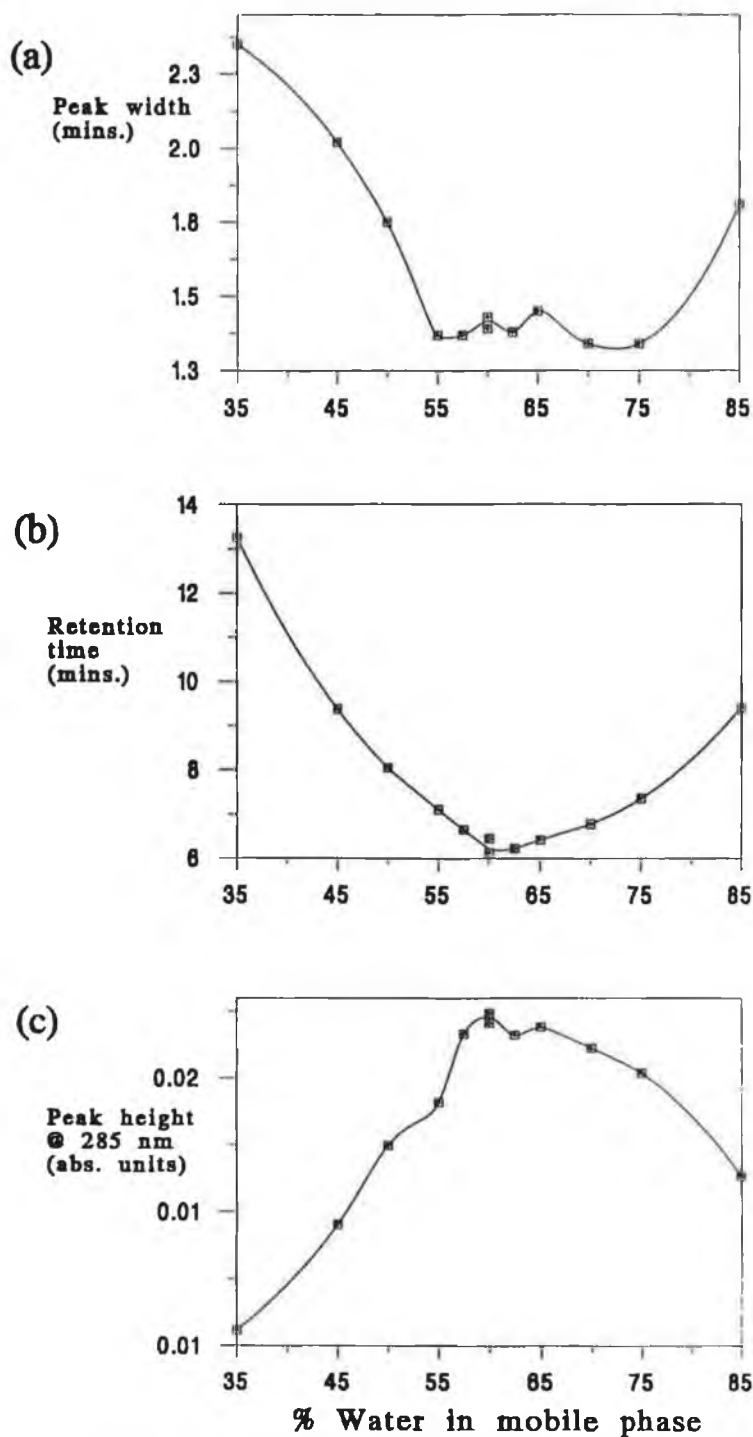 (a)
Peak width
(mins.)
2.3
2.0
1.8
1.5
1.3
35 45 55 65 75 85
(b)
Retention
time
(mins.)
14
12
10
8
6
35 45 55 65 75 85
(c)
Peak height
@ 285 nm
(abs. units)
0.02
0.01
0.01
35 45 55 65 75 85
% Water in mobile phase